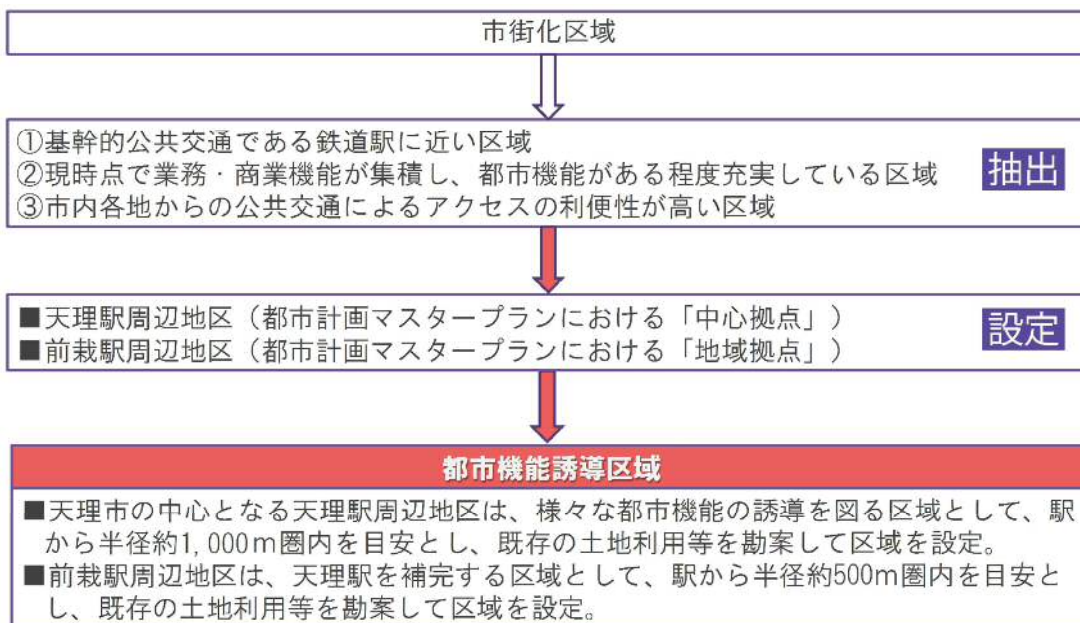 市街化区域
①基幹的公共交通である鉄道駅に近い区域
②現時点で業務・商業機能が集積し、都市機能がある程度充実している区域
③市内各地からの公共交通によるアクセスの利便性が高い区域
抽出
■天理駅周辺地区（都市計画マスタープランにおける「中心拠点」）
■前栽駅周辺地区（都市計画マスタープランにおける「地域拠点」）
設定
都市機能誘導区域
■天理市の中心となる天理駅周辺地区は、様々な都市機能の誘導を図る区域として、駅
から半径約1,000m圏内を目安とし、既存の土地利用等を勘案して区域を設定。
■前栽駅周辺地区は、天理駅を補完する区域として、駅から半径約500m圏内を目安と
し、既存の土地利用等を勘案して区域を設定。